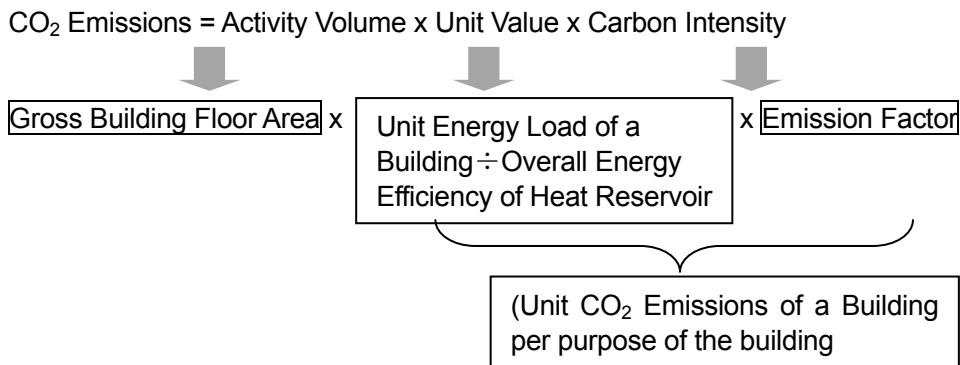 CO₂ Emissions = Activity Volume x Unit Value x Carbon Intensity
Gross Building Floor Area x
Unit Energy Load of a
Building÷Overall Energy
Efficiency of Heat Reservoir
x Emission Factor
(Unit CO₂ Emissions of a Building
per purpose of the building